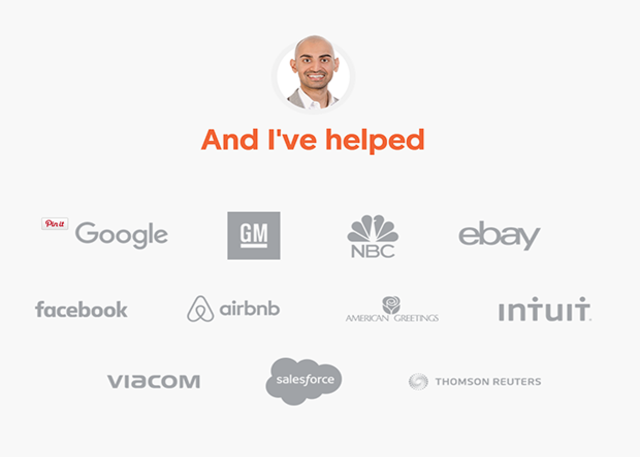 And I've helped
Pin it
Google
GM
NBC
ebay
facebook
airbnb
AMERICAN GREETINGS
intuit
VIACOM
salesforce
THOMSON REUTERS